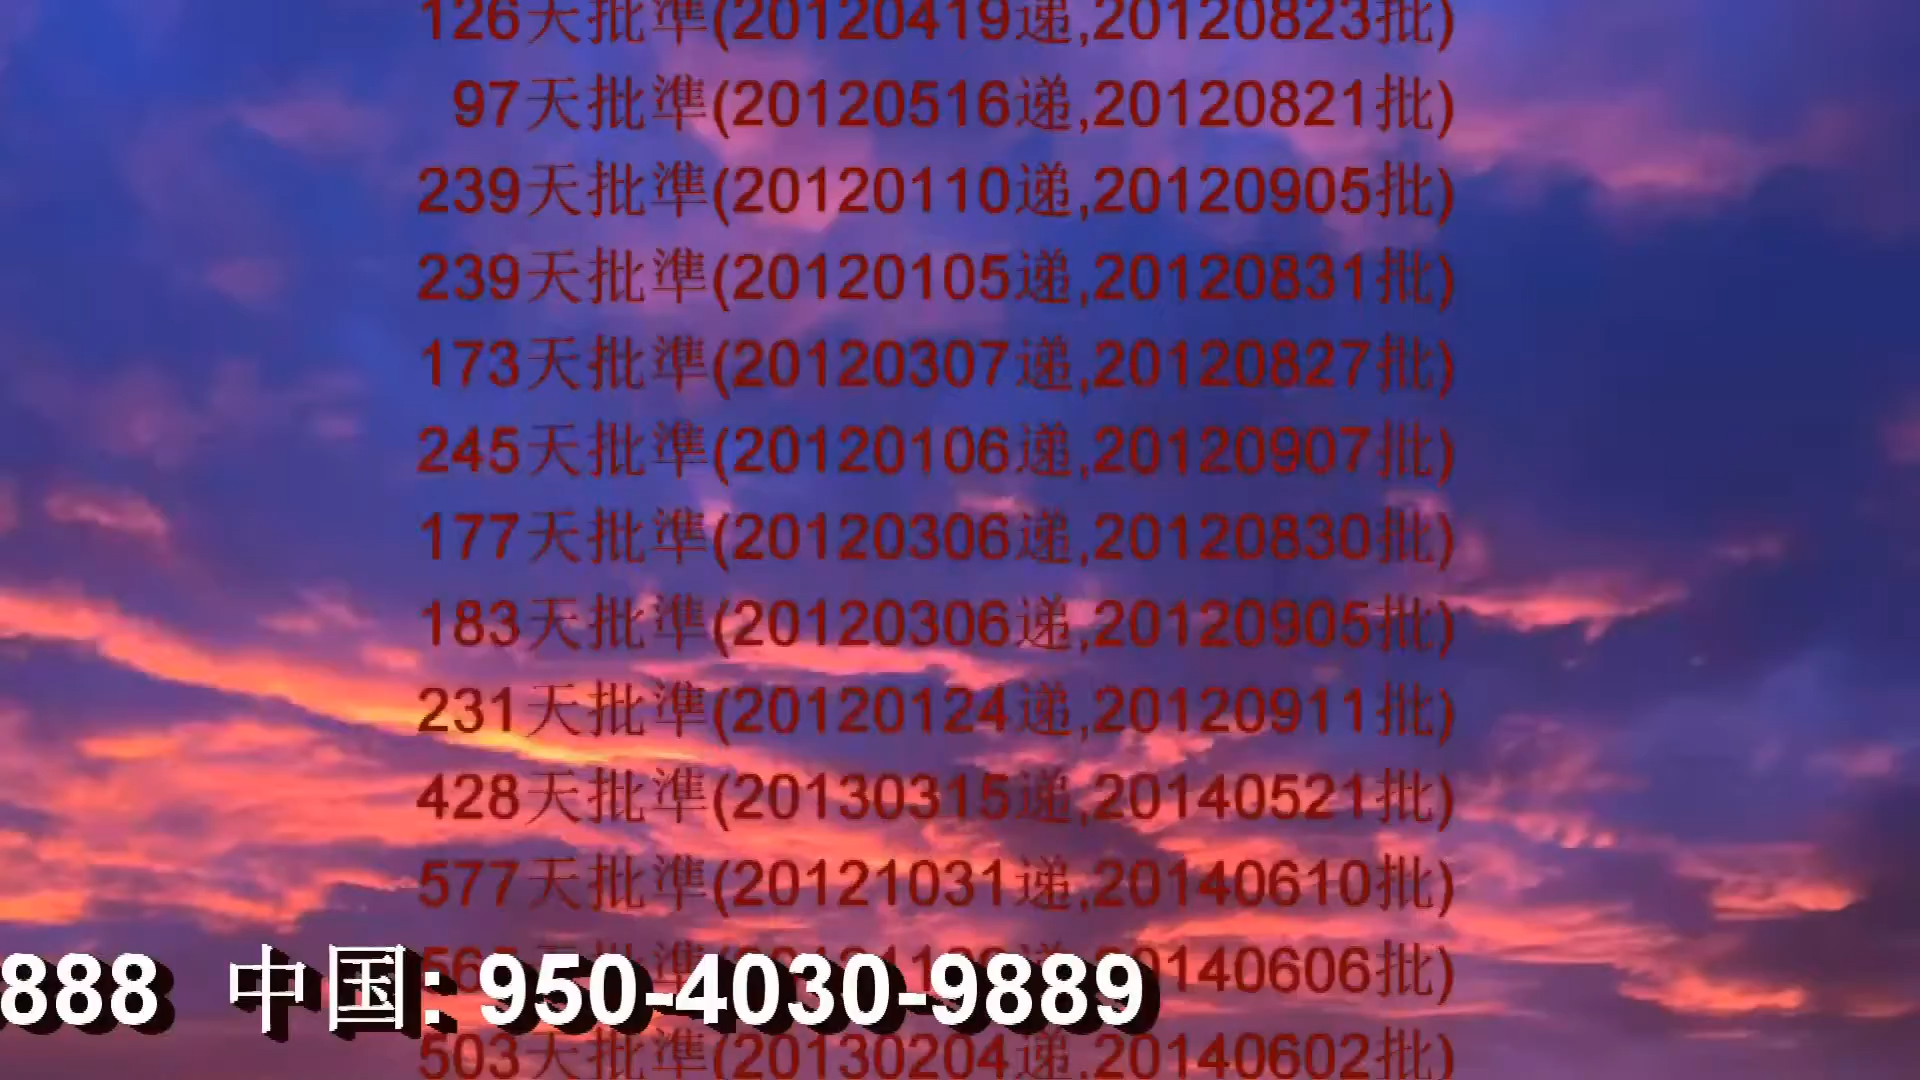 126天批準(20120419递,20120823批)
97天批準(20120516递,20120821批)
239天批準(20120110递,20120905批)
239天批準(20120105递,20120831批)
173天批準(20120307递,20120827批)
245天批準(20120106递,20120907批)
177天批準(20120306递,20120830批)
183天批準(20120306递,20120905批)
231天批準(20120124递,20120911批)
428天批準(20130315递,20140521批)
577天批準(20121031递,20140610批)
140606批)
888 中国: 950-4030-9889
503天批準(20130204递,20140602批)